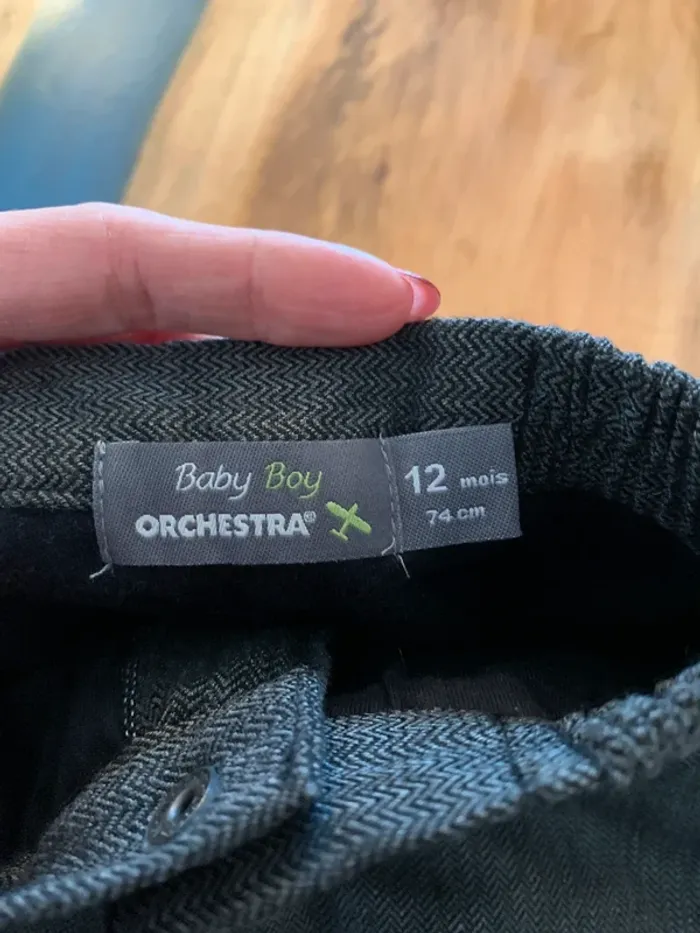 Baby Boy
ORCHESTRA®
12 mois
74 cm